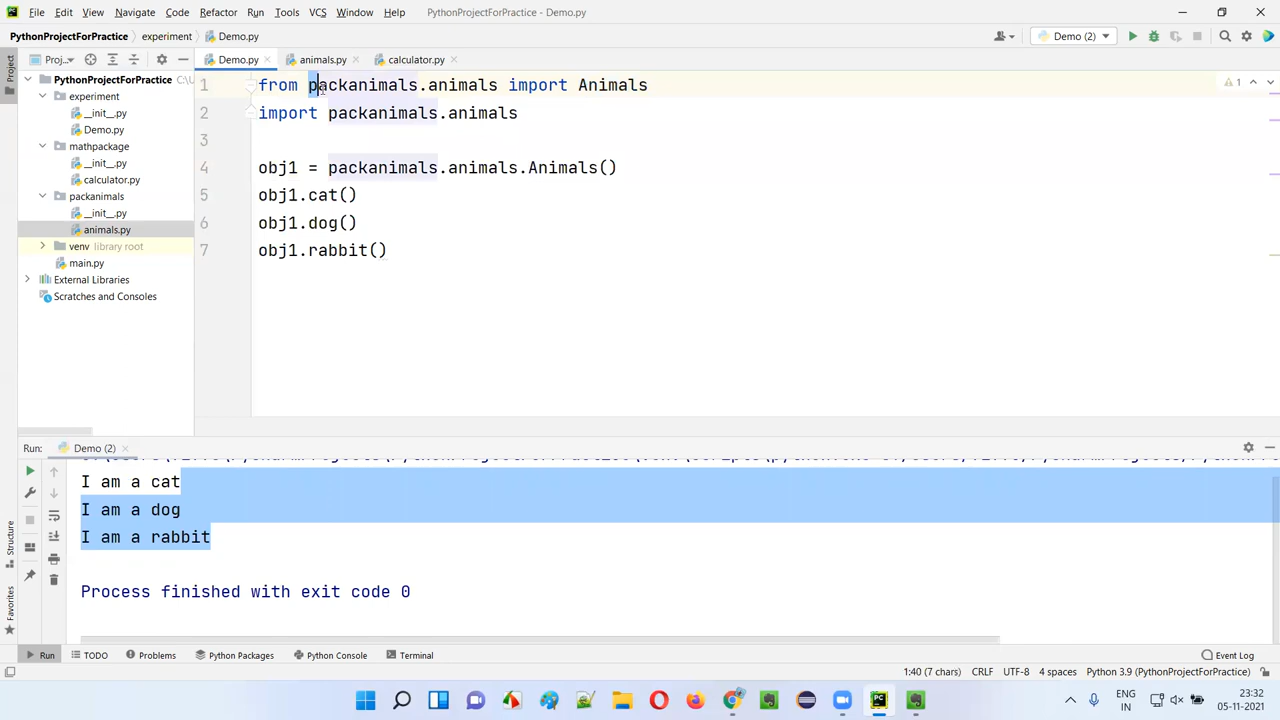 File Edit View Navigate Code Refactor Run Tools VCS Window Help PythonProjectForPractice - Demo.py
PythonProjectForPractice experiment Demo.py Demo (2)
Project Proj... Demo.py animals.py calculator.py
PythonProjectForPractice C:\U
experiment
__init__.py
Demo.py
mathpackage
__init__.py
calculator.py
packanimals
__init__.py
animals.py
venv library root
main.py
External Libraries
Scratches and Consoles
1 from packanimals.animals import Animals
1
2 import packanimals.animals
3
4 obj1 = packanimals.animals.Animals()
5 obj1.cat()
6 obj1.dog()
7 obj1.rabbit()
Run: Demo (2)
I am a cat
I am a dog
I am a rabbit
Process finished with exit code 0
Structure
Favorites
Run TODO Problems Python Packages Python Console Terminal Event Log
1:40 (7 chars) CRLF UTF-8 4 spaces Python 3.9 (PythonProjectForPractice)
ENG
IN
23:32
05-11-2021